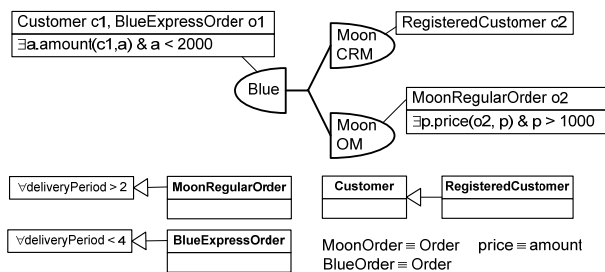 Customer c1, BlueExpressOrder o1
∃a.amount(c1,a) & a < 2000
Blue
Moon
CRM
RegisteredCustomer c2
Moon
OM
MoonRegularOrder o2
∃p.price(o2, p) & p > 1000
∀deliveryPeriod > 2
MoonRegularOrder
Customer
RegisteredCustomer
∀deliveryPeriod < 4
BlueExpressOrder
MoonOrder ≡ Order price ≡ amount
BlueOrder ≡ Order